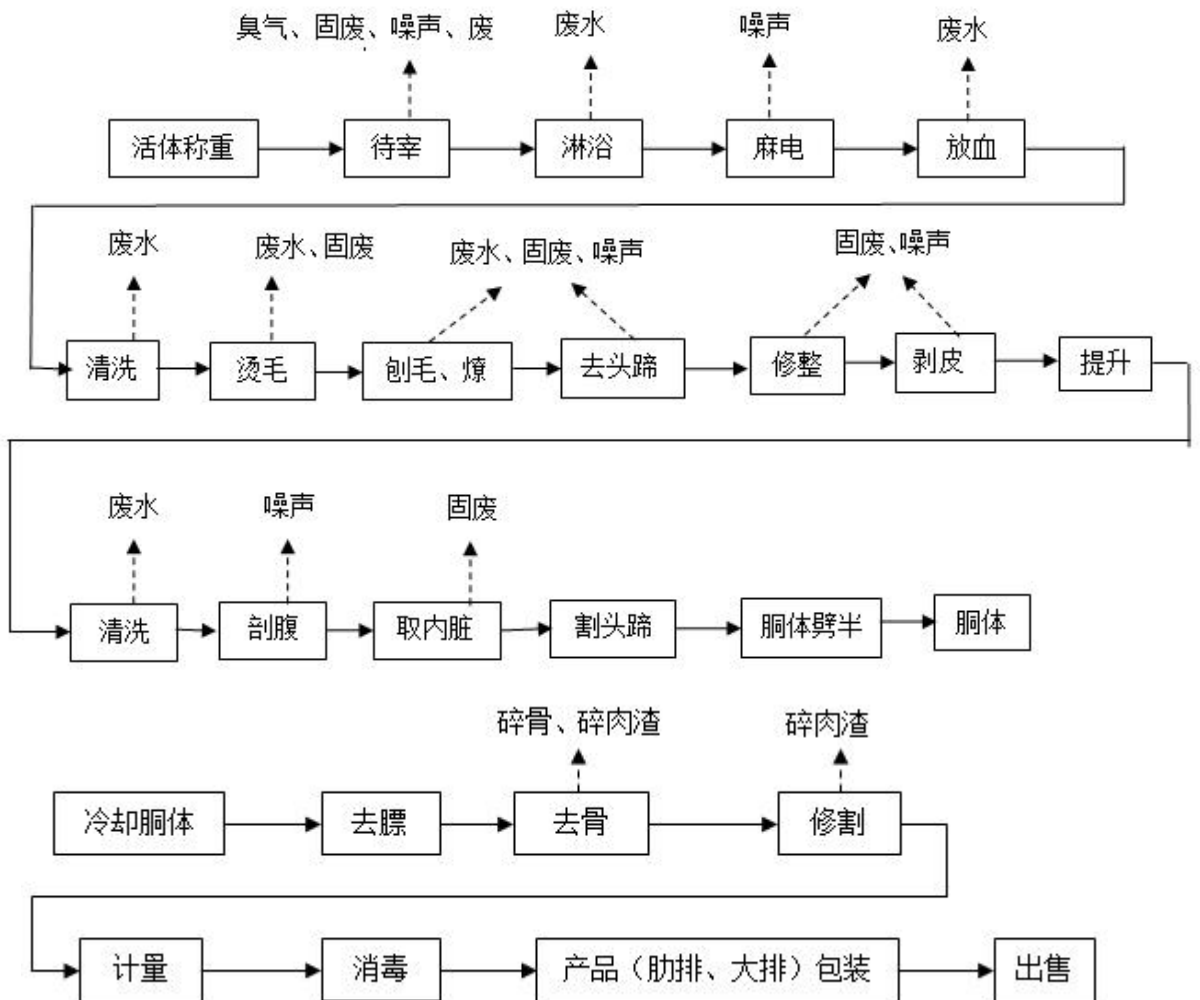 臭气、固废、噪声、废
废水
噪声
废水
活体称重
待宰
淋浴
麻电
放血
废水
废水、固废
废水、固废、噪声
固废、噪声
清洗
烫毛
刨毛、燎
去头蹄
修整
剥皮
提升
废水
噪声
固废
清洗
剖腹
取内脏
割头蹄
胴体劈半
胴体
碎骨、碎肉渣
碎肉渣
冷却胴体
去膘
去骨
修割
计量
消毒
产品（肋排、大排）包装
出售